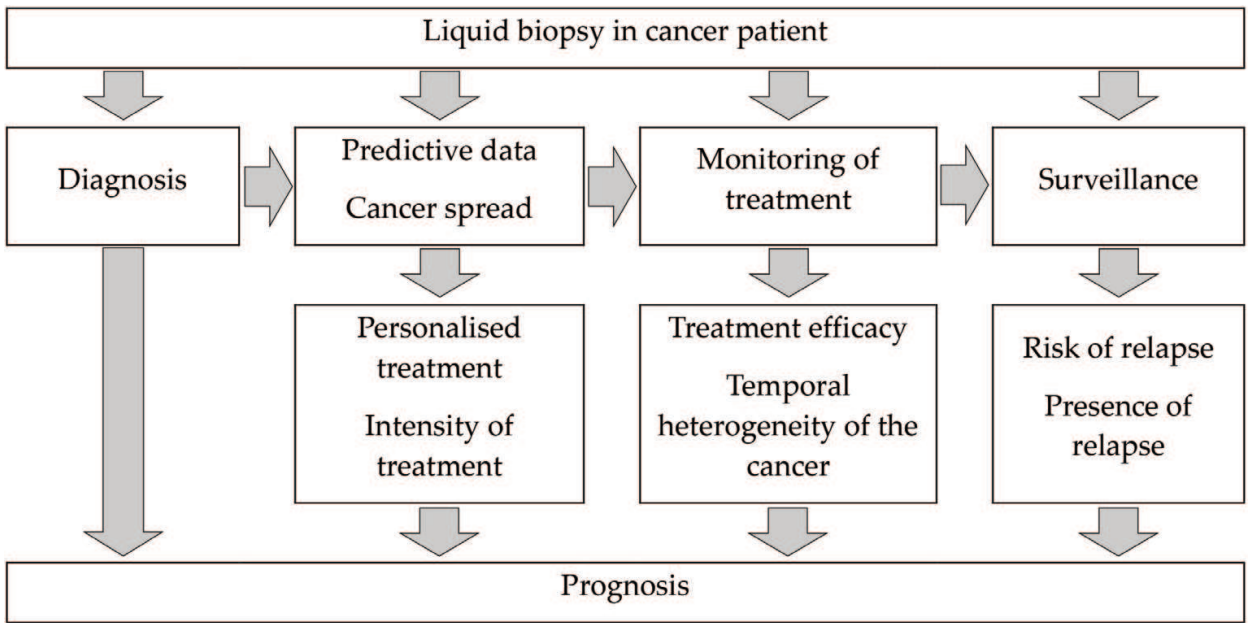 Liquid biopsy in cancer patient
Diagnosis
Predictive data
Cancer spread
Monitoring of
treatment
Surveillance
Personalised
treatment
Intensity of
treatment
Treatment efficacy
Temporal
heterogeneity of the
cancer
Risk of relapse
Presence of
relapse
Prognosis